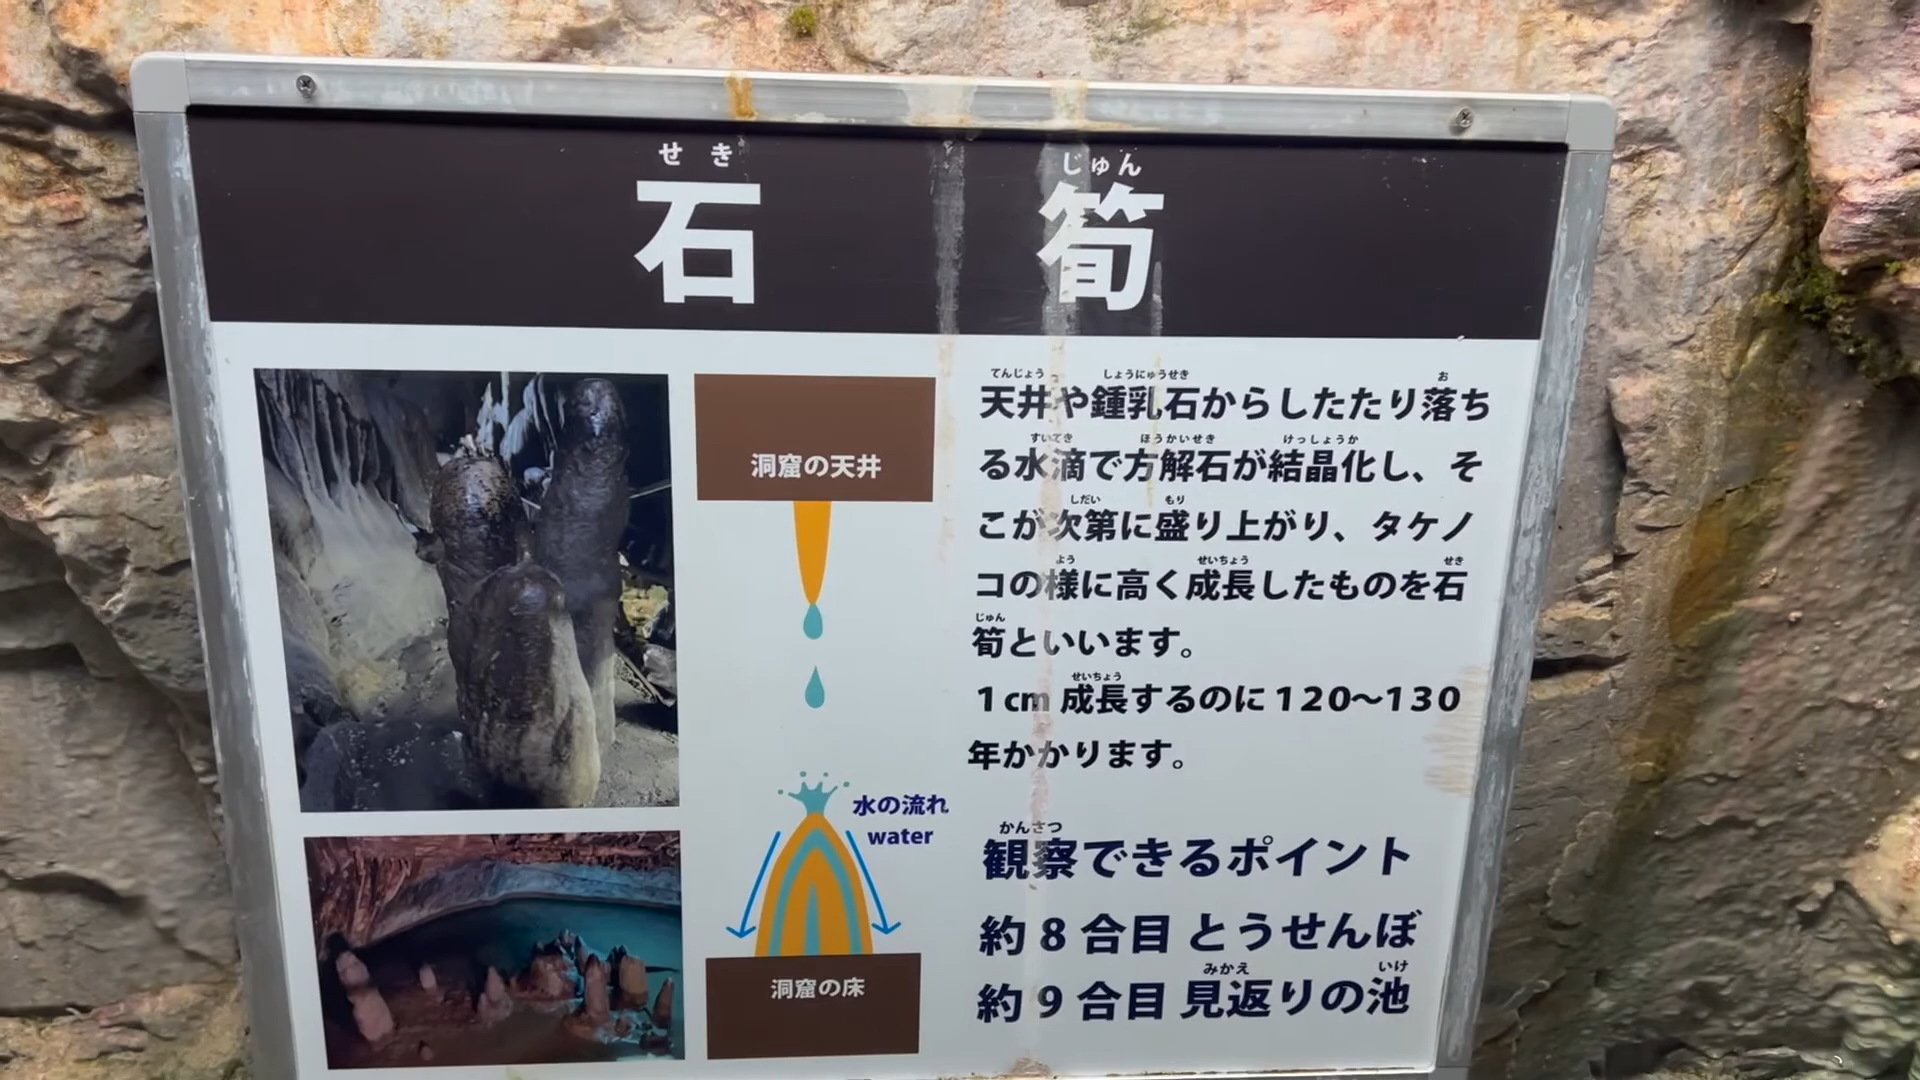 せき じゅん
石 筍
洞窟の天井
水の流れ
water
洞窟の床
てんじょう しょうにゅうせき お
天井や鍾乳石からしたたり落ち
すいてき ほうかいせき けっしょうか
る水滴で方解石が結晶化し、そ
しだい もり
こが次第に盛り上がり、タケノ
よう せいちょう せき
コの様に高く成長したものを石
じゅん
筍といいます。
せいちょう
1cm 成長するのに120〜130
年かかります。
かんさつ
観察できるポイント
約8合目 とうせんぼ
みかえ いけ
約9合目 見返りの池